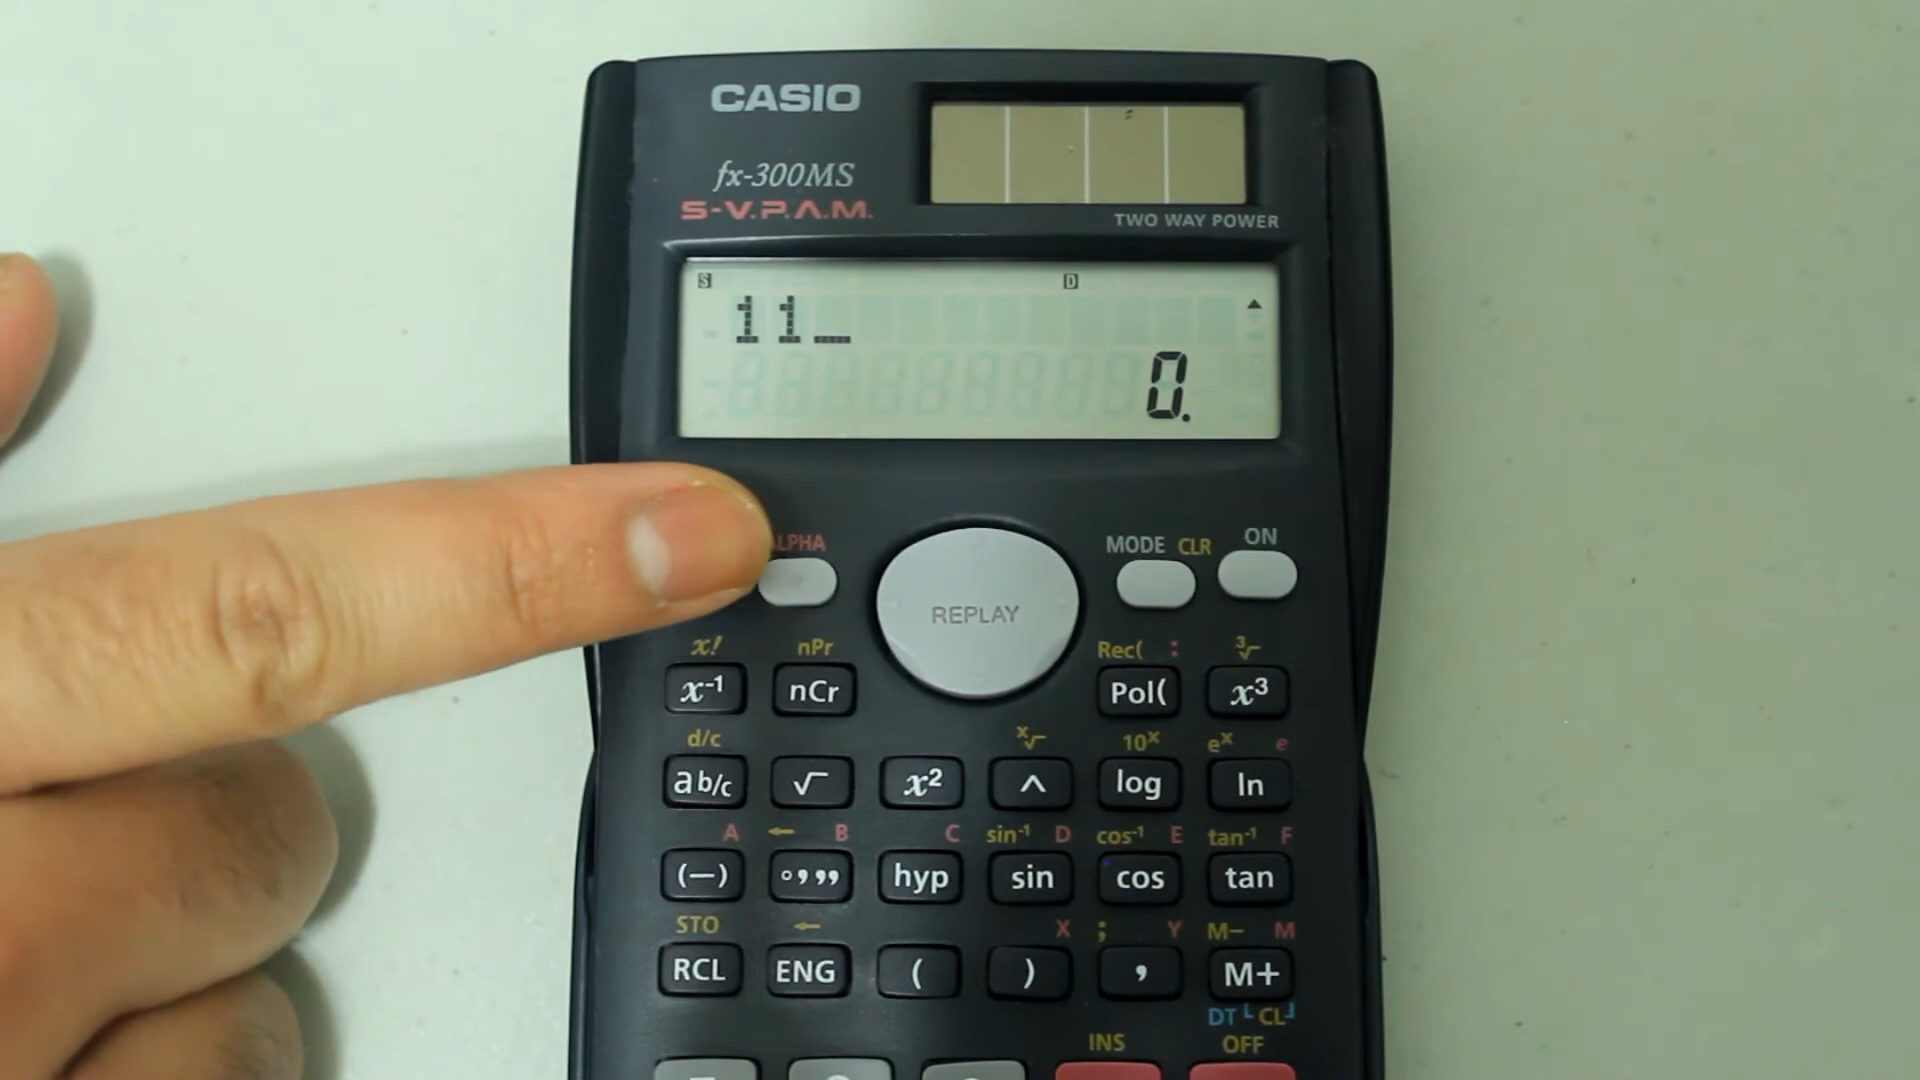 CASIO
fx-300MS
S-V.P.A.M.
TWO WAY POWER
S D
11_
0.
MODE CLR ON
REPLAY
x! nPr Rec( : ³√
x⁻¹ nCr Pol( x³
d/c ˣ√ 10ˣ eˣ e
a b/c √ x² ^ log ln
A ← B C sin⁻¹ D cos⁻¹ E tan⁻¹ F
(—) ° ’ ’’ hyp sin cos tan
STO ← X ; Y M– M
RCL ENG ( ) , M+
DT CL
INS OFF